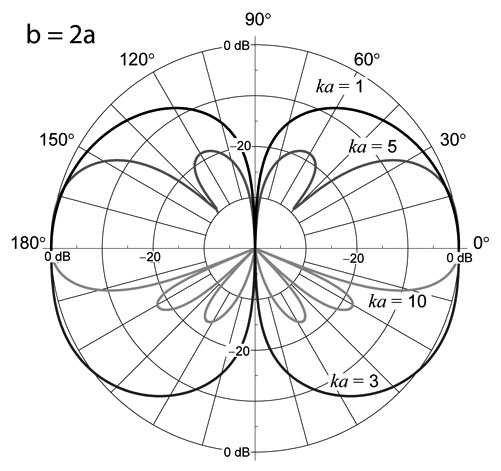 90°
b = 2a
0 dB
120°
60°
ka = 1
150°
–20
ka = 5
30°
180°
0°
0 dB
–20
–20
0 dB
ka = 10
–20
ka = 3
0 dB